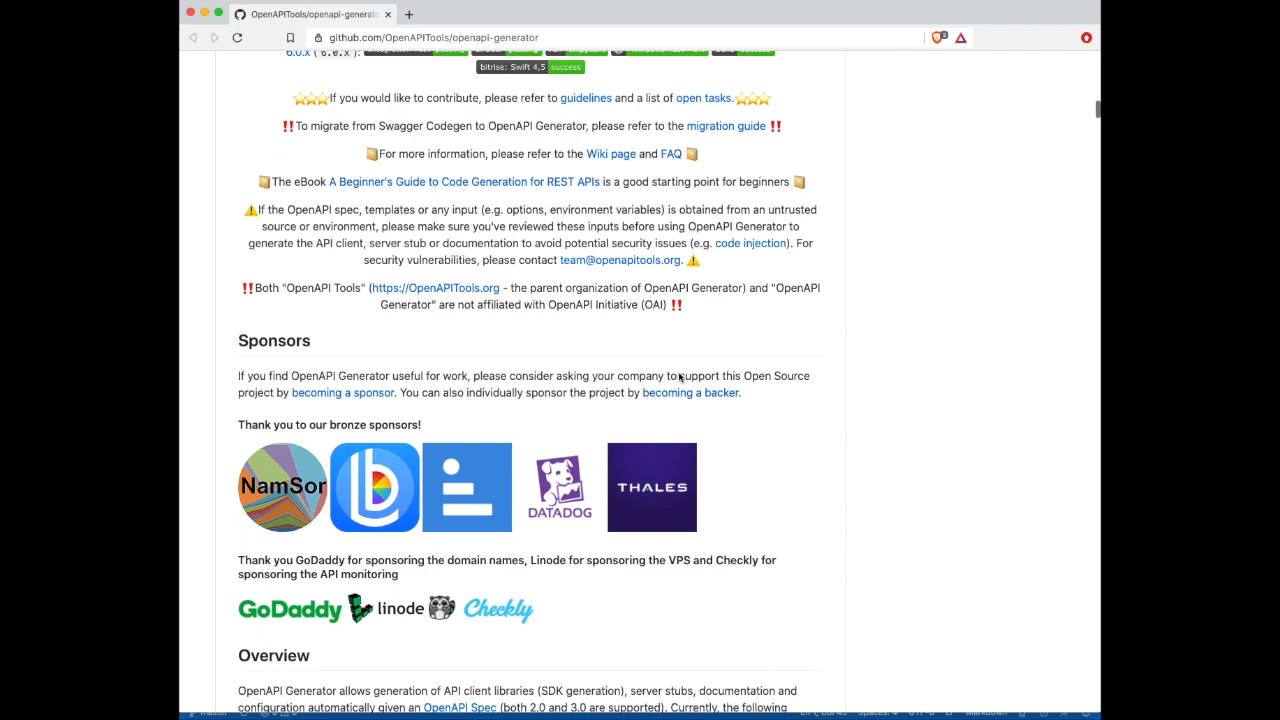 OpenAPITools/openapi-generato
github.com/OpenAPITools/openapi-generator
6.0.x (6.0.x):
bitrise: Swift 4,5 success
If you would like to contribute, please refer to guidelines and a list of open tasks.
To migrate from Swagger Codegen to OpenAPI Generator, please refer to the migration guide
For more information, please refer to the Wiki page and FAQ
The eBook A Beginner's Guide to Code Generation for REST APIs is a good starting point for beginners
If the OpenAPI spec, templates or any input (e.g. options, environment variables) is obtained from an untrusted
source or environment, please make sure you've reviewed these inputs before using OpenAPI Generator to
generate the API client, server stub or documentation to avoid potential security issues (e.g. code injection). For
security vulnerabilities, please contact team@openapitools.org.
Both "OpenAPI Tools" (https://OpenAPITools.org - the parent organization of OpenAPI Generator) and "OpenAPI
Generator" are not affiliated with OpenAPI Initiative (OAI)
Sponsors
If you find OpenAPI Generator useful for work, please consider asking your company to support this Open Source
project by becoming a sponsor. You can also individually sponsor the project by becoming a backer.
Thank you to our bronze sponsors!
NamSor
DATADOG
THALES
Thank you GoDaddy for sponsoring the domain names, Linode for sponsoring the VPS and Checkly for
sponsoring the API monitoring
GoDaddy linode Checkly
Overview
OpenAPI Generator allows generation of API client libraries (SDK generation), server stubs, documentation and
configuration automatically given an OpenAPI Spec (both 2.0 and 3.0 are supported). Currently, the following